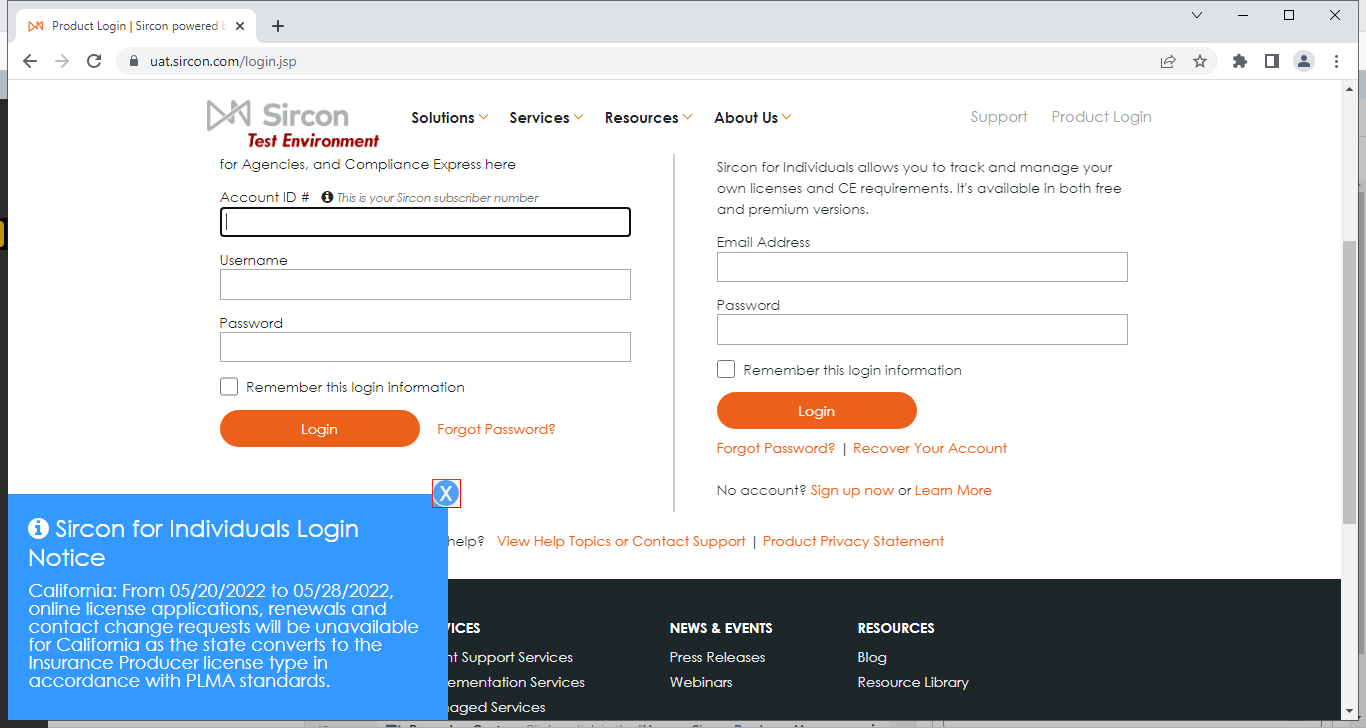 Product Login | Sircon powered b
uat.sircon.com/login.jsp
Sircon
Test Environment
Solutions Services Resources About Us
Support Product Login
for Agencies, and Compliance Express here
Account ID # This is your Sircon subscriber number
Username
Password
Remember this login information
Login Forgot Password?
Sircon for Individuals allows you to track and manage your
own licenses and CE requirements. It's available in both free
and premium versions.
Email Address
Password
Remember this login information
Login
Forgot Password? | Recover Your Account
No account? Sign up now or Learn More
X
Sircon for Individuals Login
Notice
California: From 05/20/2022 to 05/28/2022,
online license applications, renewals and
contact change requests will be unavailable
for California as the state converts to the
Insurance Producer license type in
accordance with PLMA standards.
help? View Help Topics or Contact Support | Product Privacy Statement
VICES
nt Support Services
ementation Services
naged Services
NEWS & EVENTS
Press Releases
Webinars
RESOURCES
Blog
Resource Library